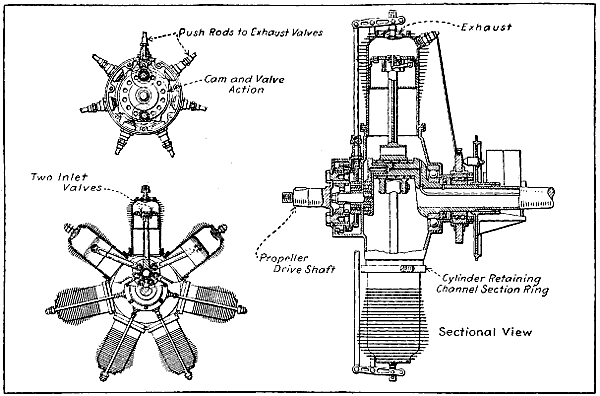 Push Rods to Exhaust Valves
Cam and Valve
Action
Exhaust
Two Inlet
Valves
Propeller
Drive Shaft
Cylinder Retaining
Channel Section Ring
Sectional View